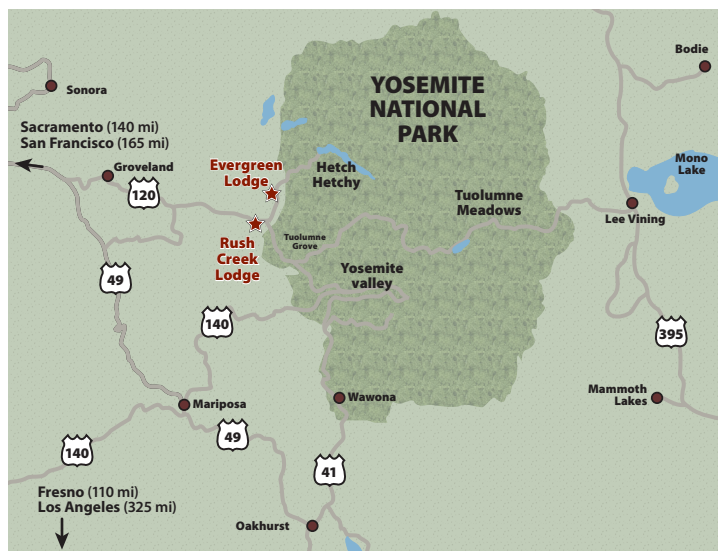 Bodie
Sonora
YOSEMITE
NATIONAL
PARK
Sacramento (140 mi)
San Francisco (165 mi)
Groveland
120
Evergreen
Lodge
Hetch
Hetchy
Mono
Lake
Tuolumne
Meadows
Lee Vining
Rush
Creek
Lodge
Tuolumne
Grove
Yosemite
valley
49
140
395
Mammoth
Lakes
Mariposa
Wawona
49
140
41
Fresno (110 mi)
Los Angeles (325 mi)
Oakhurst